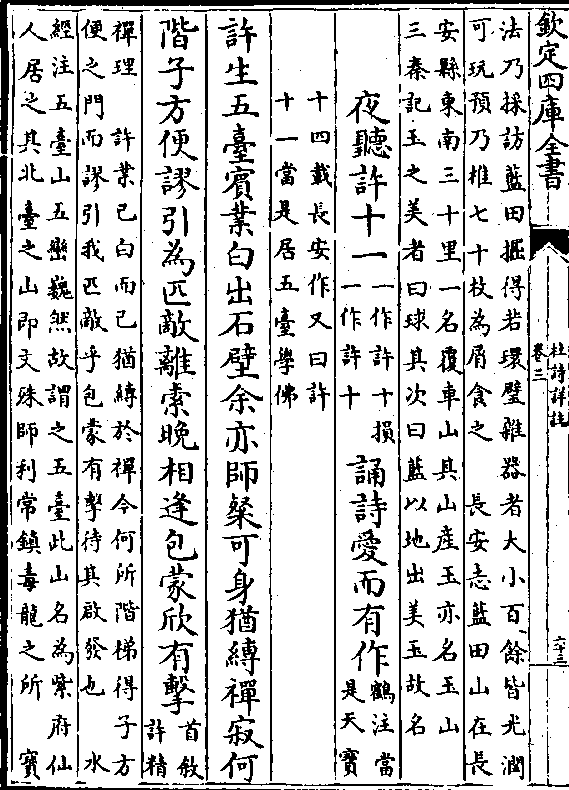 欽定四庫全書
杜詩詳註
卷三
六十三
法乃採訪藍田掘得若環璧雜器者大小百餘皆光潤
可玩預乃椎七十枚為屑食之 長安志藍田山在長
安縣東南三十里一名覆車山其山產玉亦名玉山
三秦記玉之美者曰球其次曰藍以地出美玉故名
夜聽許十一一作許十損一作許十誦詩愛而有作鶴注當是天寶
十四載長安作又曰許
十一當是居五臺學佛
許生五臺賓業白出石壁余亦師粲可身猶縛禪寂何
階子方便謬引為匹敵離索晚相逢包蒙欣有擊首敘許精
禪理 許業已白而已猶縛於禪今何所階梯得子方
便之門而謬引我匹敵乎包蒙有擊待其啟發也 水
經注五臺山五巒巍然故謂之五臺此山名為紫府仙
人居之其北臺之山即文殊師利常鎮毒龍之所 寶